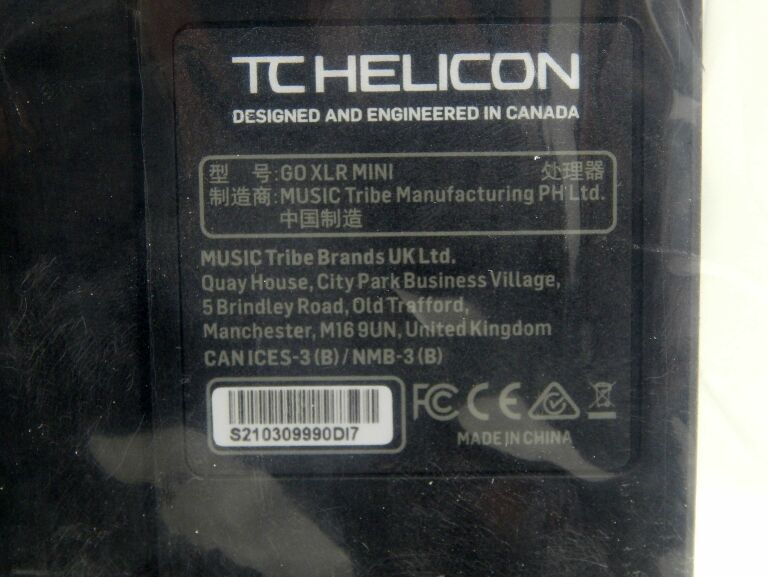 TC HELICON
DESIGNED AND ENGINEERED IN CANADA
型 号:GO XLR MINI 处理器
制造商:MUSIC Tribe Manufacturing PH Ltd.
中国制造
MUSIC Tribe Brands UK Ltd.
Quay House, City Park Business Village,
5 Brindley Road, Old Trafford,
Manchester, M16 9UN, United Kingdom
CAN ICES-3 (B) / NMB-3 (B)
S210309990DI7
FC CE
MADE IN CHINA